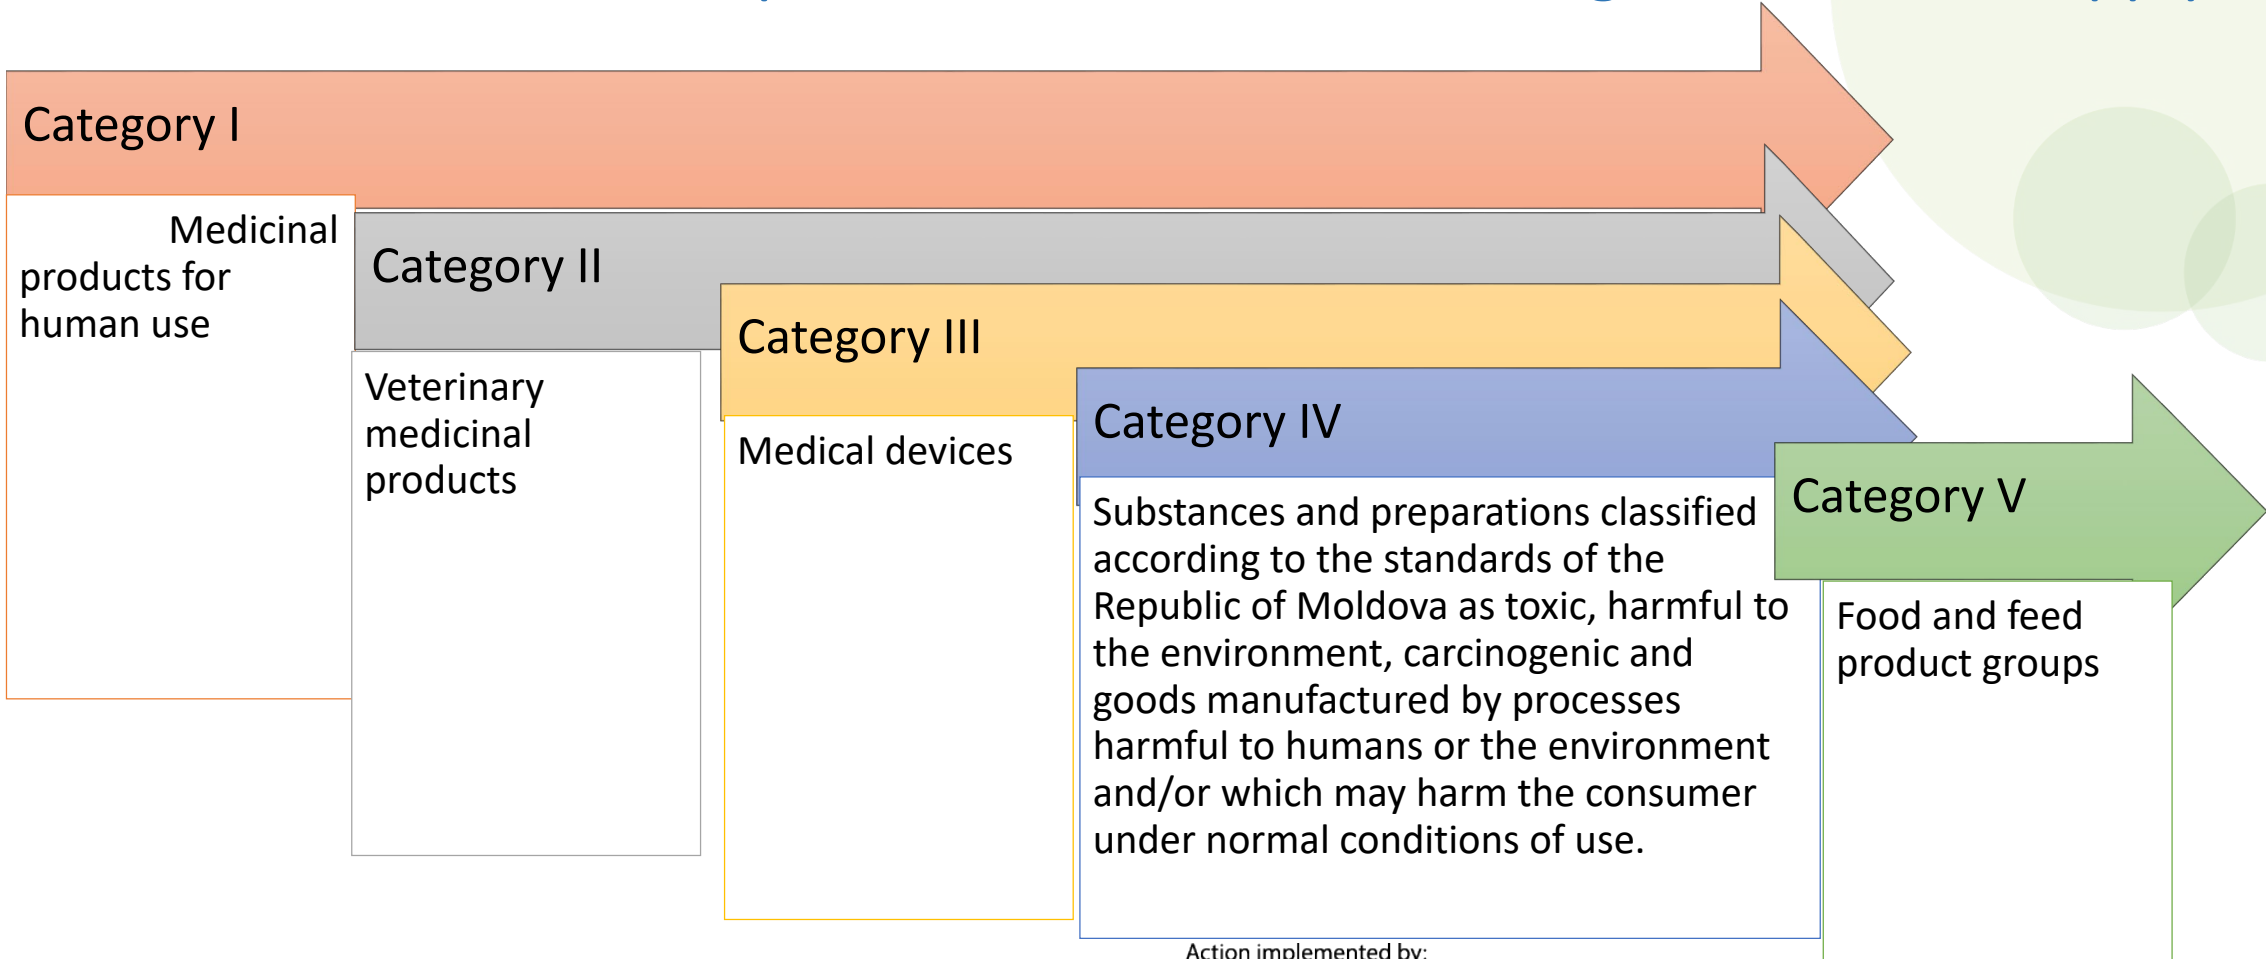 Category I
Medicinal
products for
human use
Category II
Veterinary
medicinal
products
Category III
Medical devices
Category IV
Substances and preparations classified
according to the standards of the
Republic of Moldova as toxic, harmful to
the environment, carcinogenic and
goods manufactured by processes
harmful to humans or the environment
and/or which may harm the consumer
under normal conditions of use.
Category V
Food and feed
product groups
Action implemented by: